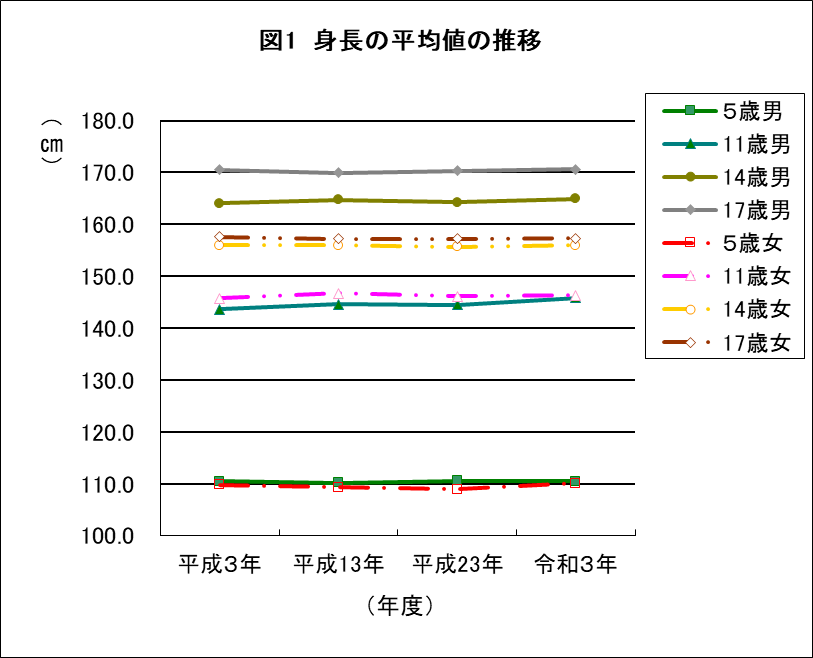 図1 身長の平均値の推移
（cm）
180.0
170.0
160.0
150.0
140.0
130.0
120.0
110.0
100.0
平成３年 平成13年 平成23年 令和３年
（年度）
５歳男
11歳男
14歳男
17歳男
5歳女
11歳女
14歳女
17歳女